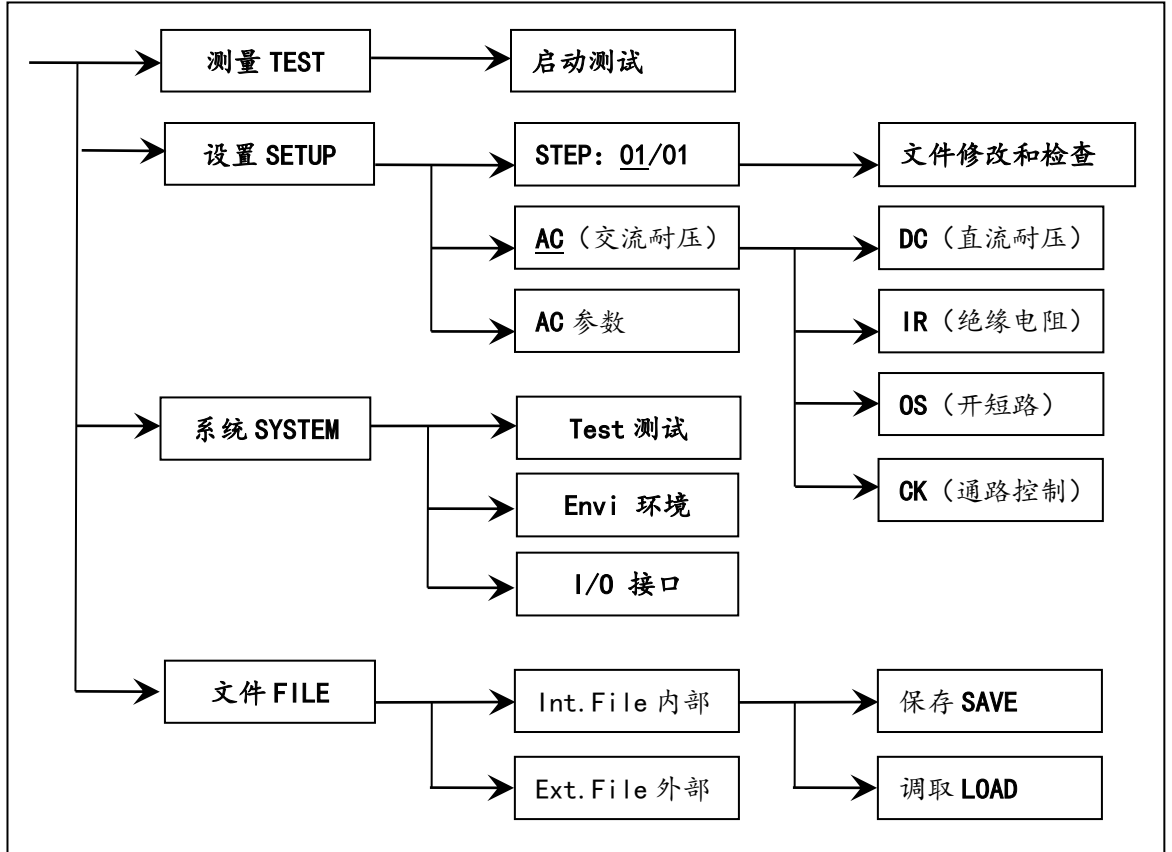 测量 TEST
启动测试
设置 SETUP
STEP: 01/01
文件修改和检查
AC（交流耐压）
DC（直流耐压）
AC 参数
IR（绝缘电阻）
系统 SYSTEM
Test 测试
OS（开短路）
Envi 环境
CK（通路控制）
I/O 接口
文件 FILE
Int.File 内部
保存 SAVE
Ext.File 外部
调取 LOAD